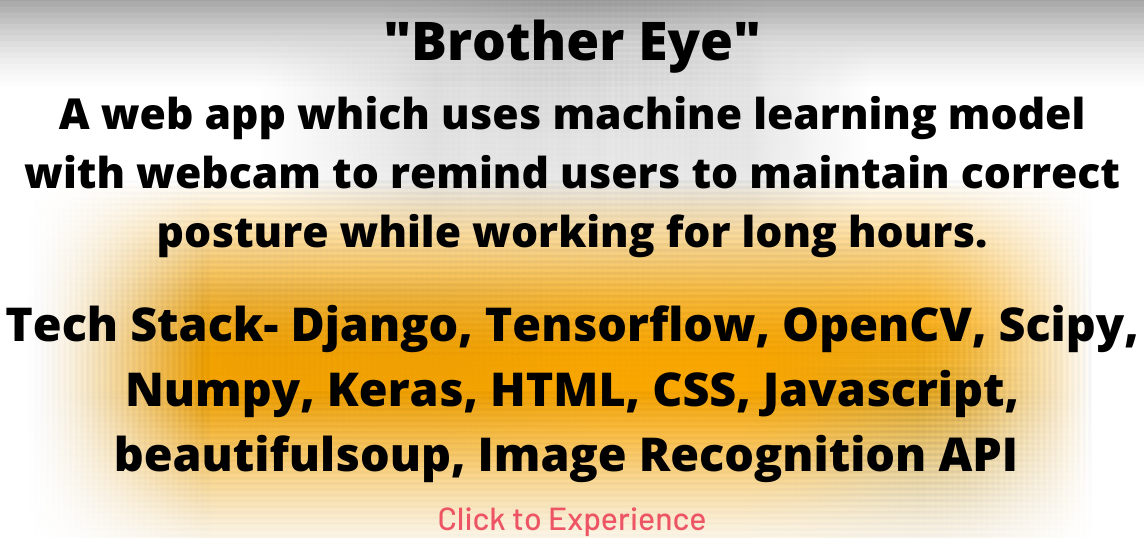 "Brother Eye"
A web app which uses machine learning model
with webcam to remind users to maintain correct
posture while working for long hours.
Tech Stack- Django, Tensorflow, OpenCV, Scipy,
Numpy, Keras, HTML, CSS, Javascript,
beautifulsoup, Image Recognition API
Click to Experience